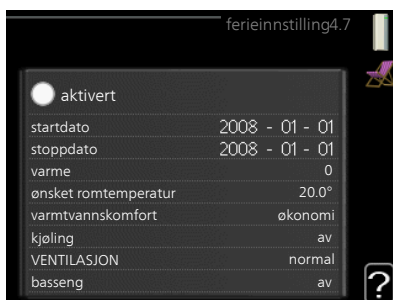 ferieinnstilling4.7
aktivert
startdato 2008 - 01 - 01
stoppdato 2008 - 01 - 01
varme 0
ønsket romtemperatur 20.0°
varmtvannskomfort økonomi
kjøling av
VENTILASJON normal
basseng av
?